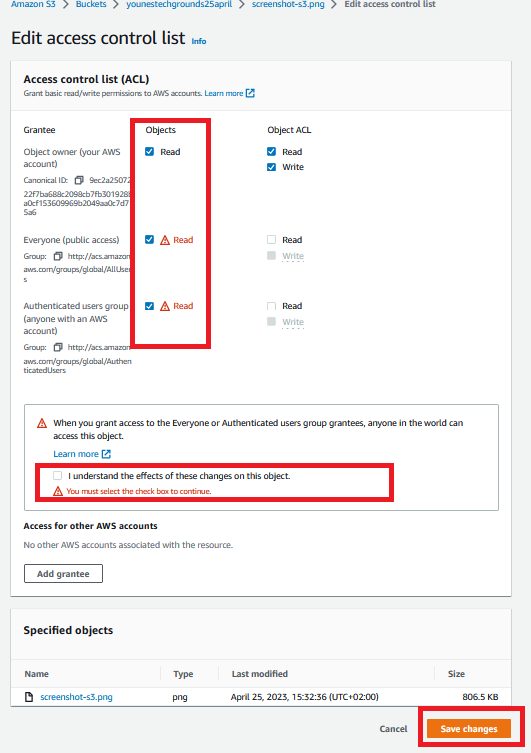 Amazon S3 > Buckets > younestechgrounds25april > screenshot-s3.png > Edit access control list
Edit access control list Info
Access control list (ACL)
Grant basic read/write permissions to AWS accounts. Learn more
Grantee Objects Object ACL
Object owner (your AWS account) Read Read
Write
Canonical ID: 9ec2a25072
22f7ba688c2098cb7fb301928
a0cf153609969b2049aa0c7d7
5a6
Everyone (public access) Read Read
Group: http://acs.amazon Write
aws.com/groups/global/AllUser
s
Authenticated users group Read Read
(anyone with an AWS Write
account)
Group: http://acs.amazon
aws.com/groups/global/Authen
ticatedUsers
When you grant access to the Everyone or Authenticated users group grantees, anyone in the world can
access this object.
Learn more
I understand the effects of these changes on this object.
You must select the check box to continue.
Access for other AWS accounts
No other AWS accounts associated with the resource.
Add grantee
Specified objects
Name Type Last modified Size
screenshot-s3.png png April 25, 2023, 15:32:36 (UTC+02:00) 806.5 KB
Cancel Save changes